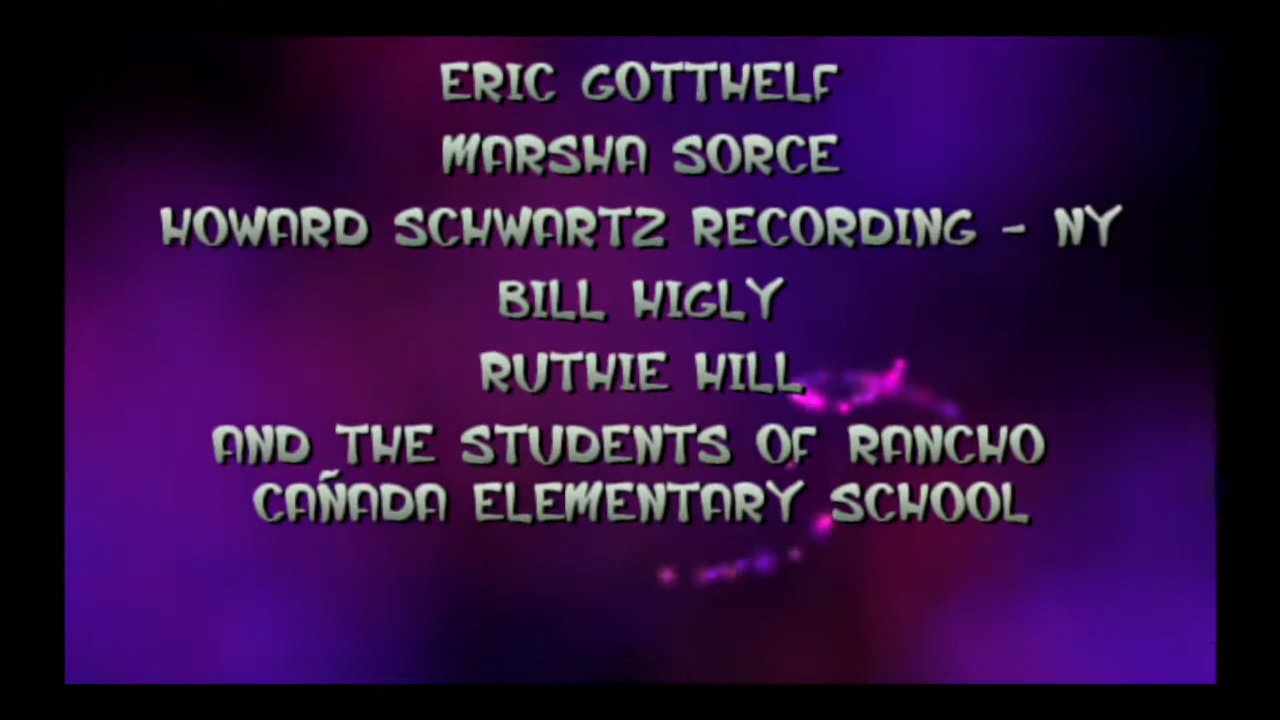 ERIC GOTTHELF
MARSHA SORCE
HOWARD SCHWARTZ RECORDING - NY
BILL HIGLY
RUTHIE HILL
AND THE STUDENTS OF RANCHO
CAÑADA ELEMENTARY SCHOOL